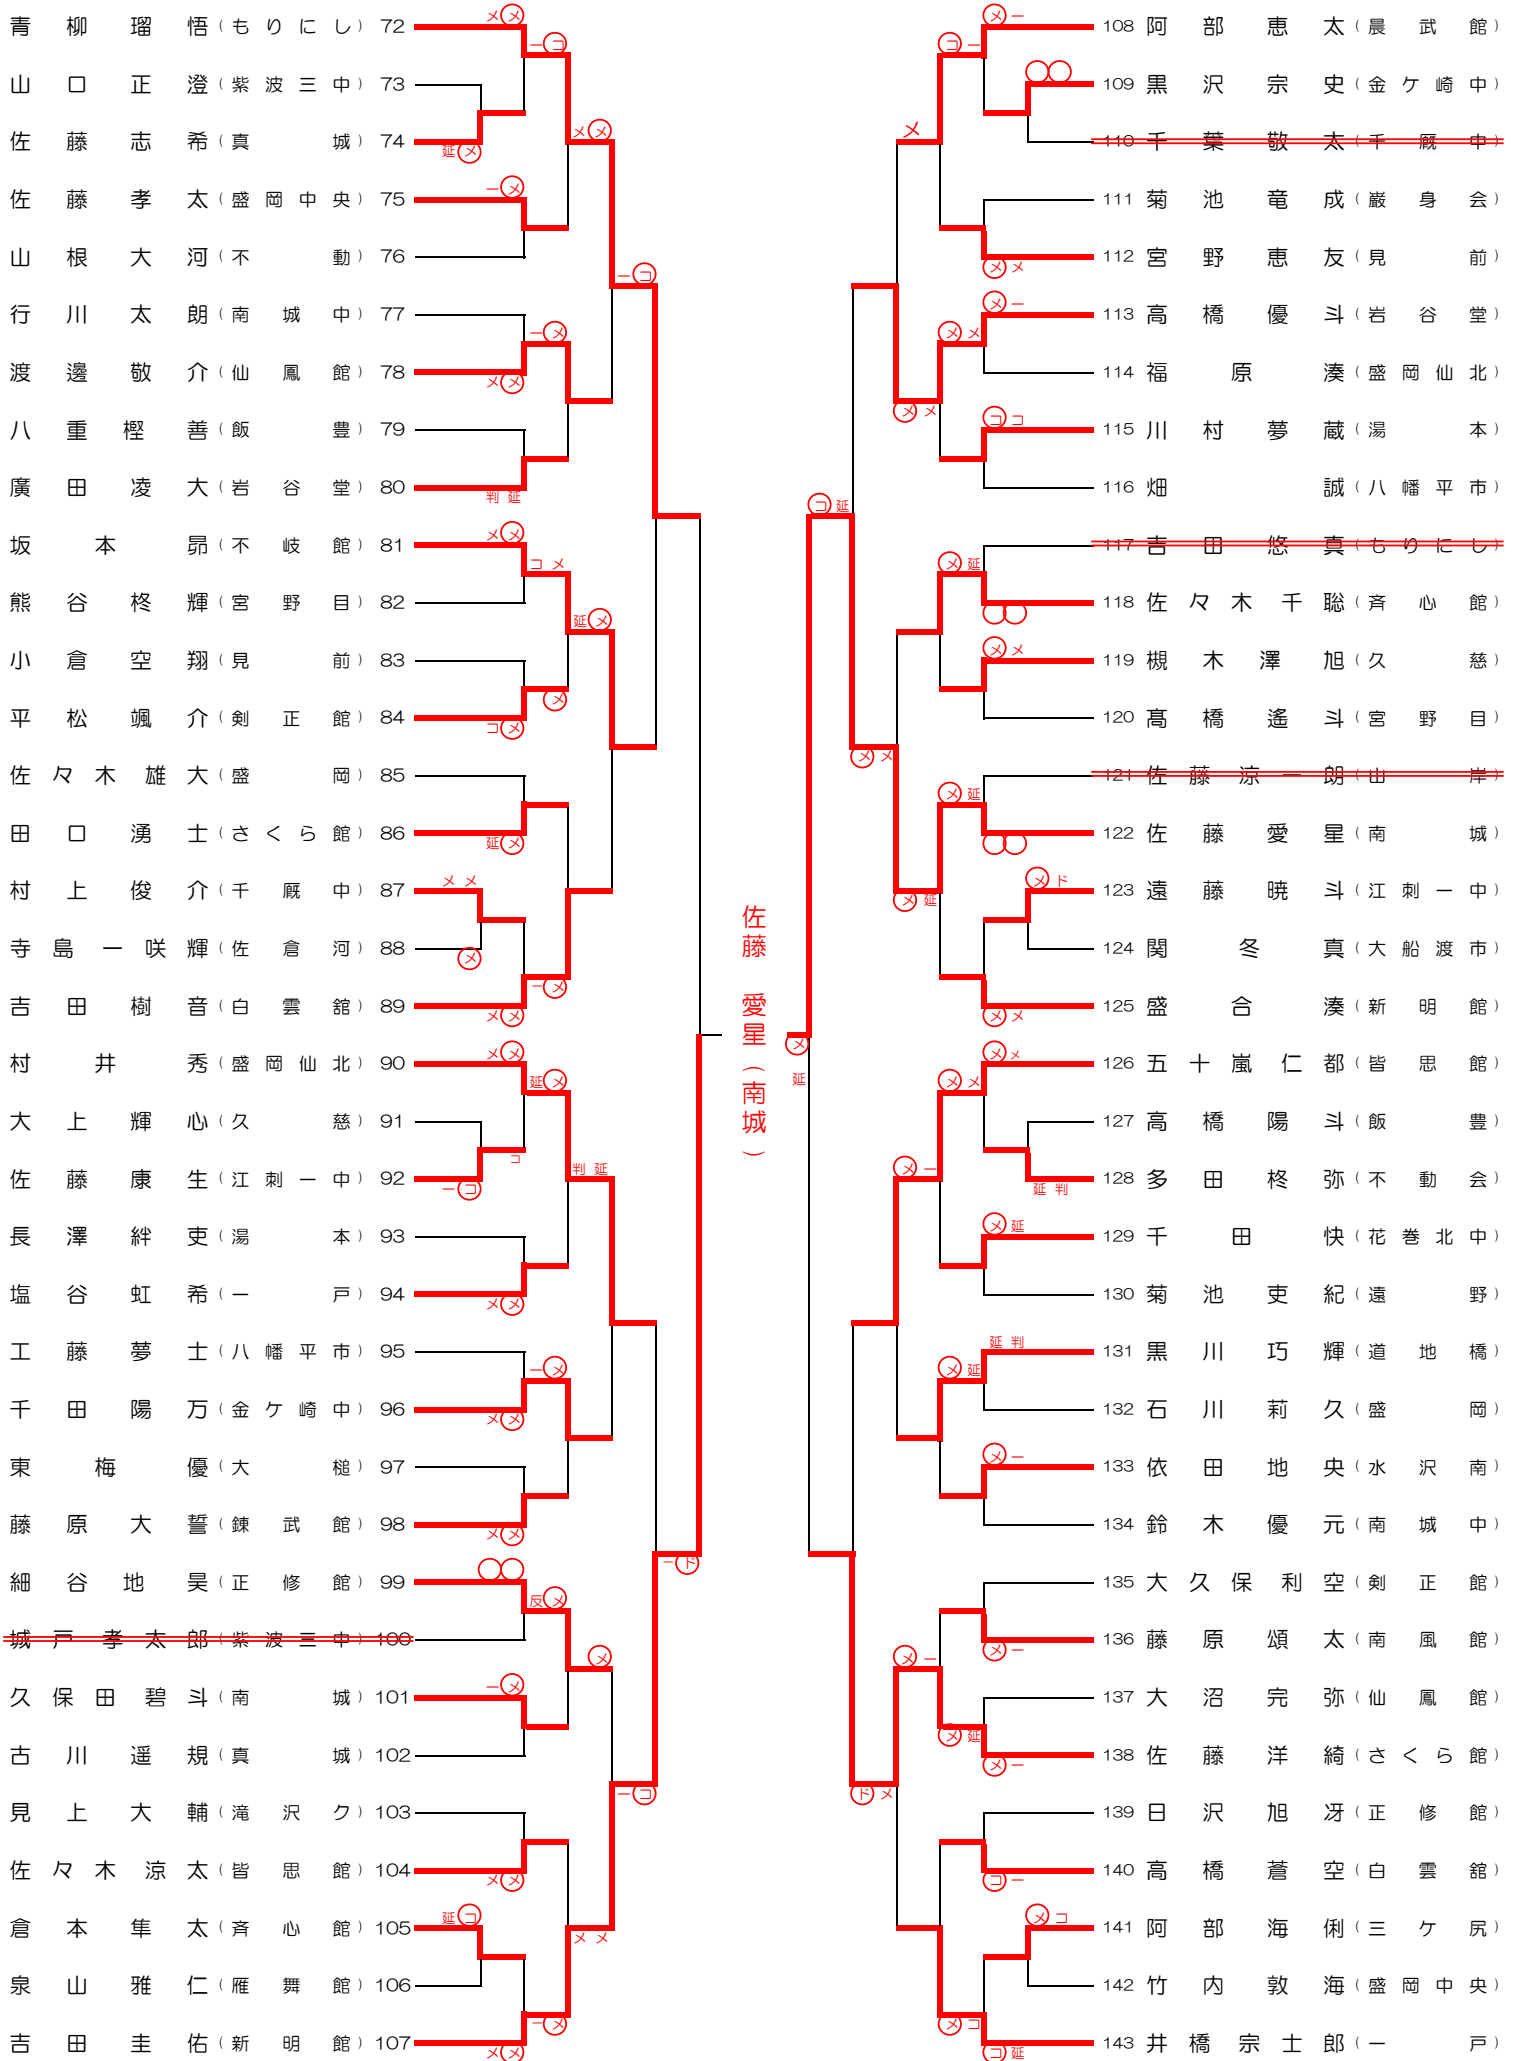 青柳瑠悟（もりにし）72
山口正澄（紫波三中）73
佐藤志希（真城）74
佐藤孝太（盛岡中央）75
山根大河（不動）76
行川太朗（南城中）77
渡邊敬介（仙鳳館）78
八重樫善（飯豊）79
廣田凌大（岩谷堂）80
坂本昴（不岐館）81
熊谷柊輝（宮野目）82
小倉空翔（見前）83
平松颯介（剣正館）84
佐々木雄大（盛岡）85
田口湧士（さくら館）86
村上俊介（千厩中）87
寺島一咲輝（佐倉河）88
吉田樹音（白雲舘）89
村井秀（盛岡仙北）90
大上輝心（久慈）91
佐藤康生（江刺一中）92
長澤絆吏（湯本）93
塩谷虹希（一戸）94
工藤夢士（八幡平市）95
千田陽万（金ケ崎中）96
東梅優（大槌）97
藤原大誓（錬武館）98
細谷地昊（正修館）99
城戸孝太郎（紫波三中）100
久保田碧斗（南城）101
古川遥規（真城）102
見上大輔（滝沢ク）103
佐々木涼太（皆思館）104
倉本隼太（斉心館）105
泉山雅仁（雁舞館）106
吉田圭佑（新明館）107
佐藤　愛星（南城）
108 阿部恵太（晨武館）
109 黒沢宗史（金ケ崎中）
110 千葉敬太（千厩中）
111 菊池竜成（巌身会）
112 宮野恵友（見前）
113 高橋優斗（岩谷堂）
114 福原湊（盛岡仙北）
115 川村夢蔵（湯本）
116 畑誠（八幡平市）
117 吉田悠真（もりにし）
118 佐々木千聡（斉心館）
119 槻木澤旭（久慈）
120 髙橋遙斗（宮野目）
121 佐藤涼一朗（山岸）
122 佐藤愛星（南城）
123 遠藤暁斗（江刺一中）
124 関冬真（大船渡市）
125 盛合湊（新明館）
126 五十嵐仁都（皆思館）
127 高橋陽斗（飯豊）
128 多田柊弥（不動会）
129 千田快（花巻北中）
130 菊池吏紀（遠野）
131 黒川巧輝（道地橋）
132 石川莉久（盛岡）
133 依田地央（水沢南）
134 鈴木優元（南城中）
135 大久保利空（剣正館）
136 藤原頌太（南風館）
137 大沼完弥（仙鳳館）
138 佐藤洋綺（さくら館）
139 日沢旭冴（正修館）
140 高橋蒼空（白雲舘）
141 阿部海俐（三ケ尻）
142 竹内敦海（盛岡中央）
143 井橋宗士郎（一戸）